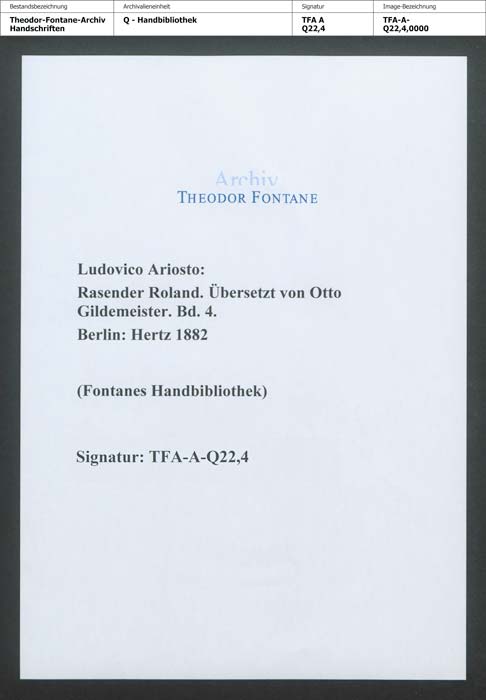 Bestandsbezeichnung Archivalieneinheit Signatur Image-Bezeichnung
Theodor-Fontane-Archiv Q - Handbibliothek TFA A TFA-A-
Handschriften Q22,4 Q22,4,0000
Archiv
THEODOR FONTANE
Ludovico Ariosto:
Rasender Roland. Übersetzt von Otto
Gildemeister. Bd. 4.
Berlin: Hertz 1882
(Fontanes Handbibliothek)
Signatur: TFA-A-Q22,4